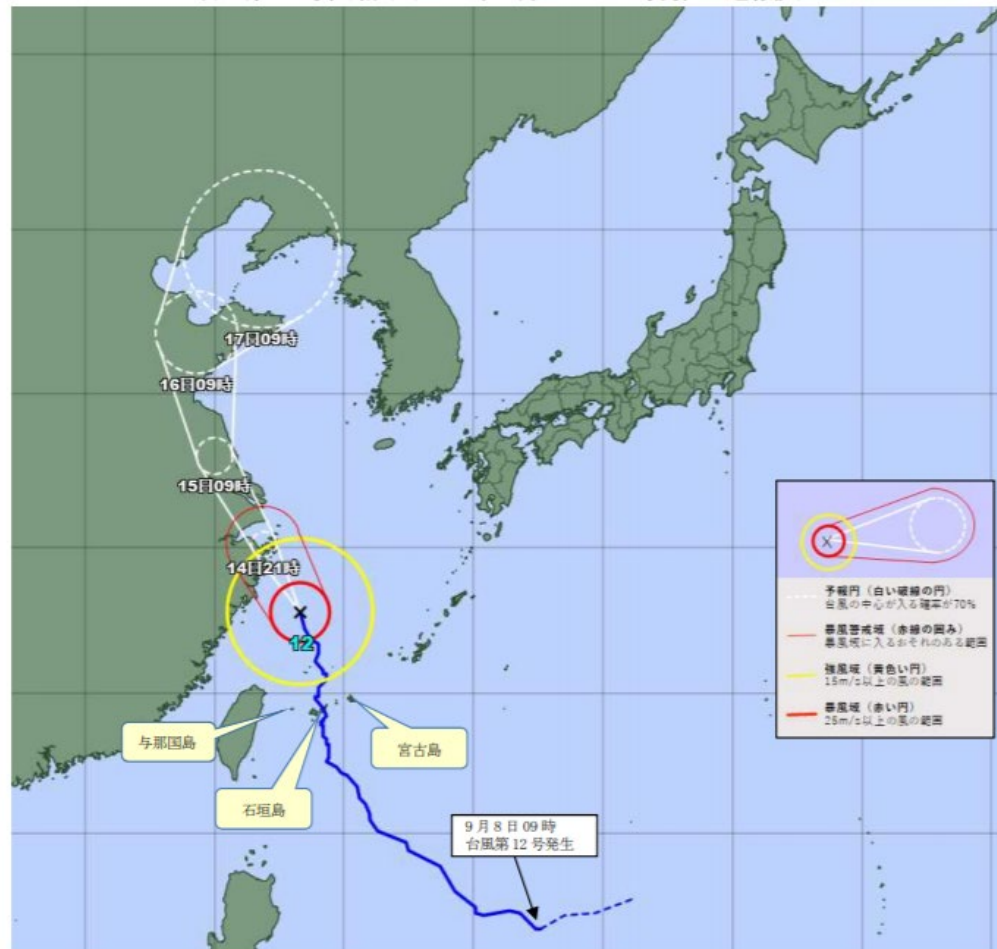 17日09時
16日09時
15日09時
14日21時
12
与那国島
石垣島
宮古島
9月8日09時
台風第12号発生
予報円（白い破線の円）
台風の中心が入る確率が70%
暴風警戒域（赤線の囲み）
暴風域に入るおそれのある範囲
強風域（黄色い円）
15m/s以上の風の範囲
暴風域（赤い円）
25m/s以上の風の範囲